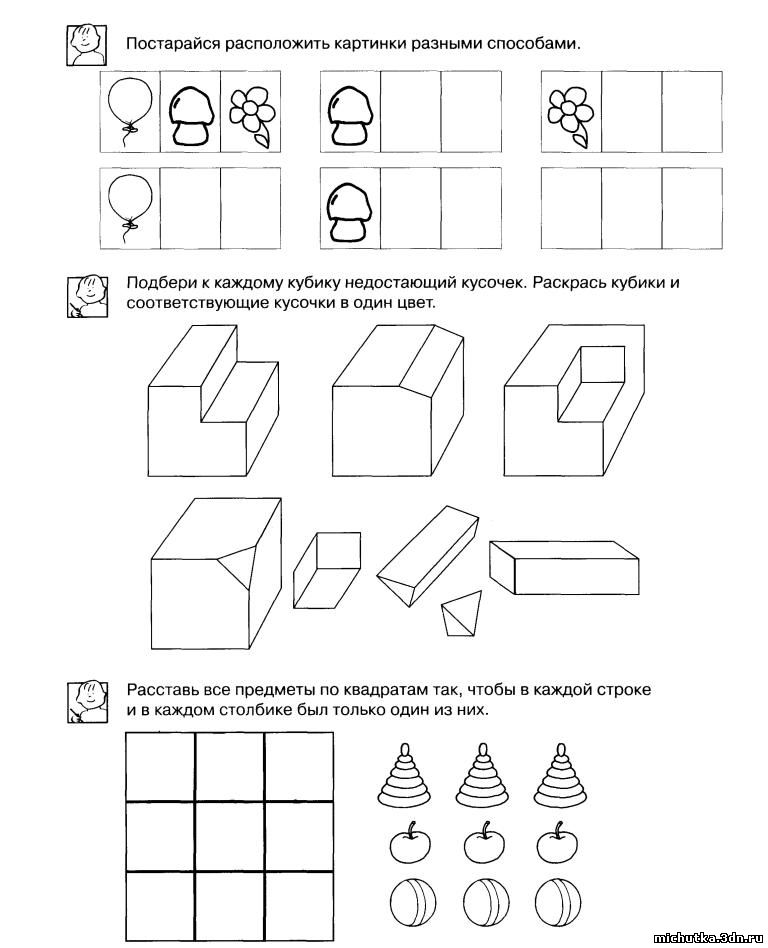 Постарайся расположить картинки разными способами.
Подбери к каждому кубику недостающий кусочек. Раскрась кубики и
соответствующие кусочки в один цвет.
Расставь все предметы по квадратам так, чтобы в каждой строке
и в каждом столбике был только один из них.
michutka.3dn.ru